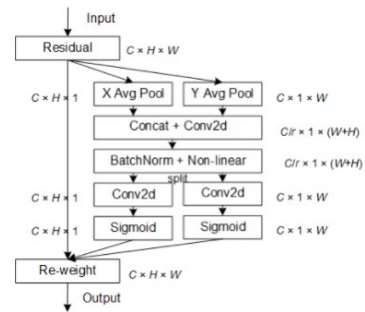 Input
Residual C × H × W
C × H × 1 X Avg Pool Y Avg Pool C × 1 × W
Concat + Conv2d C/r × 1 × (W+H)
BatchNorm + Non-linear C/r × 1 × (W+H)
split
C × H × 1 Conv2d Conv2d C × 1 × W
C × H × 1 Sigmoid Sigmoid C × 1 × W
Re-weight C × H × W
Output